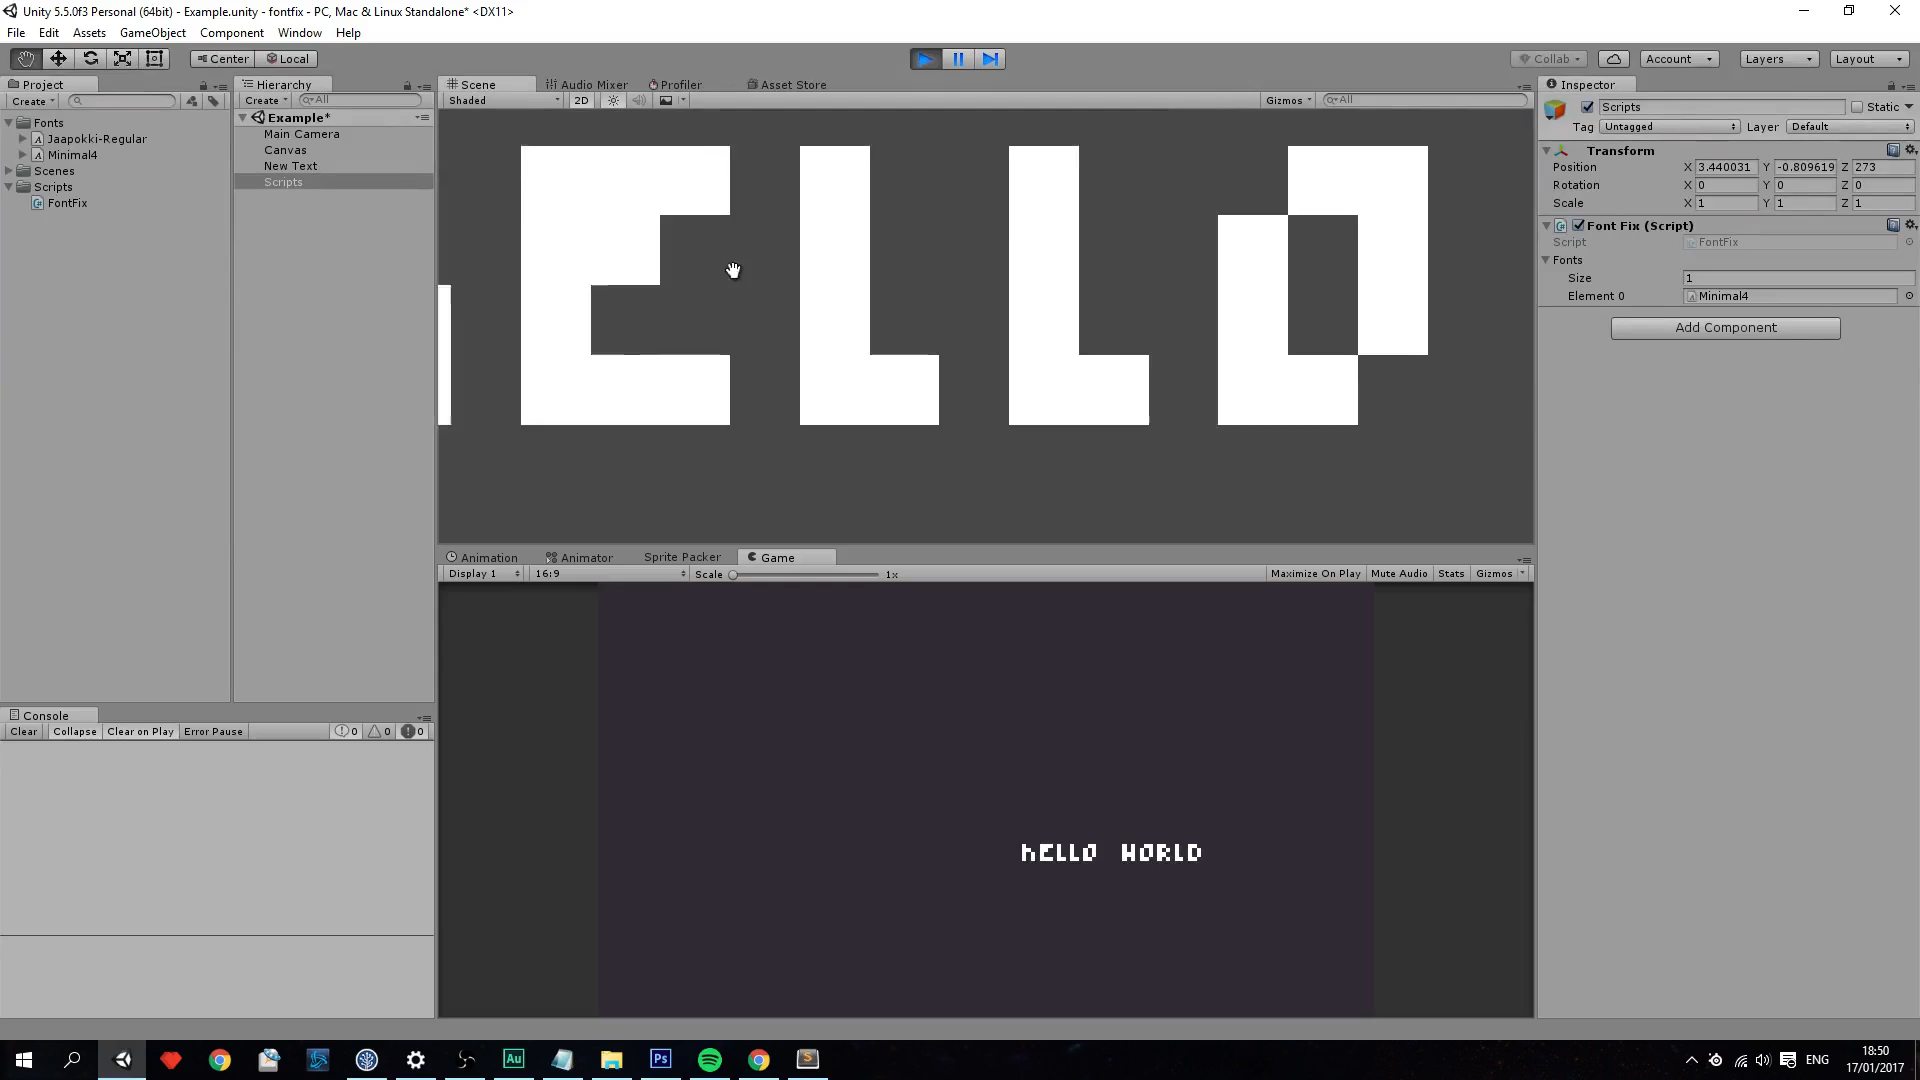 Unity 5.5.0f3 Personal (64bit) - Example.unity - fontfix - PC, Mac & Linux Standalone* <DX11>
File Edit Assets GameObject Component Window Help
Center Local Collab Account Layers Layout
Project Hierarchy Scene Audio Mixer Profiler Asset Store Inspector
Create Create All Shaded 2D Gizmos All Scripts Static
Fonts Example* Tag Untagged Layer Default
Jaapokki-Regular Main Camera Transform
Minimal4 Canvas Position X 3.440031 Y -0.809619 Z 273
Scenes New Text Rotation X 0 Y 0 Z 0
Scripts Scripts Scale X 1 Y 1 Z 1
FontFix Font Fix (Script)
Script FontFix
Fonts
Size 1
Element 0 Minimal4
Add Component
ELLO
Animation Animator Sprite Packer Game
Display 1 16:9 Scale 1x Maximize On Play Mute Audio Stats Gizmos
hELLO WORLD
Console
Clear Collapse Clear on Play Error Pause 0 0 0
Au Ps S ENG 18:50
17/01/2017